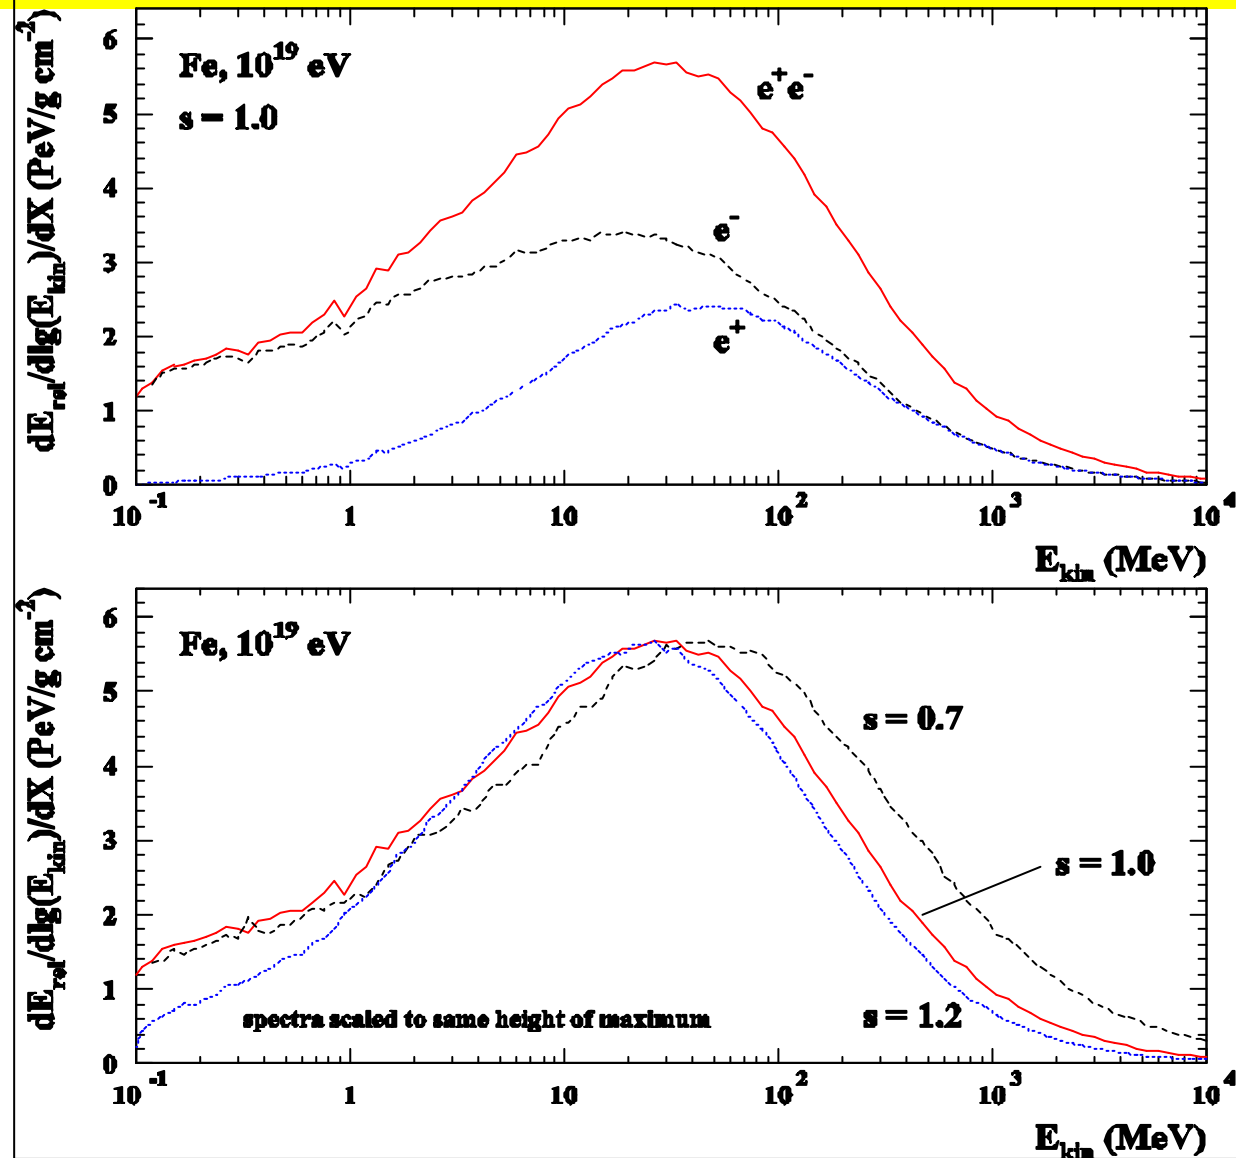 dE_rel/dlg(E_kin)/dX (PeV/g cm^-2)
Fe, 10^19 eV
s = 1.0
e^+ e^-
e^-
e^+
6
5
4
3
2
1
0
10^-1 1 10 10^2 10^3 10^4
E_kin (MeV)
dE_rel/dlg(E_kin)/dX (PeV/g cm^-2)
Fe, 10^19 eV
s = 0.7
s = 1.0
s = 1.2
spectra scaled to same height of maximum
6
5
4
3
2
1
0
10^-1 1 10 10^2 10^3 10^4
E_kin (MeV)